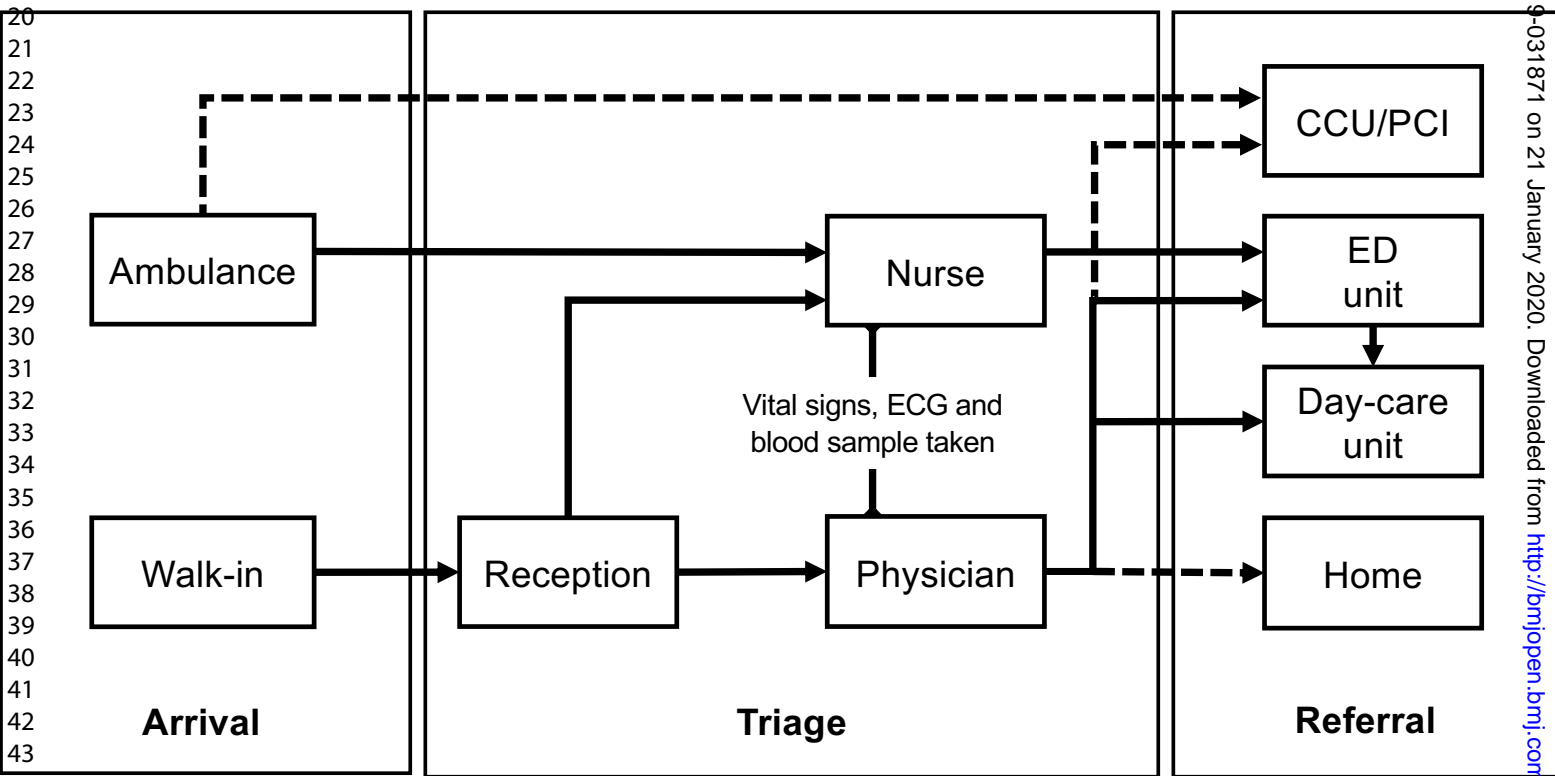 20
21
22
23
24
25
26
27
28
29
30
31
32
33
34
35
36
37
38
39
40
41
42
43
CCU/PCI
Ambulance
Nurse
ED
unit
Vital signs, ECG and
blood sample taken
Day-care
unit
Walk-in
Reception
Physician
Home
Arrival
Triage
Referral
9-031871 on 21 January 2020. Downloaded from http://bmjopen.bmj.com